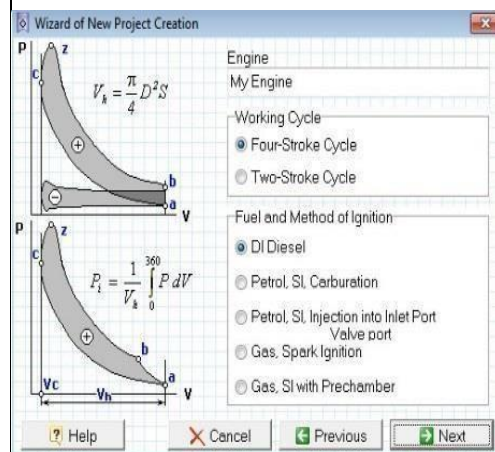 Wizard of New Project Creation
P
z
c
V_h = π/4 D²S
+
−
b
a
V
Engine
My Engine
Working Cycle
Four-Stroke Cycle
Two-Stroke Cycle
P
z
c
P_i = 1/V_h ∫₀³⁶⁰ P dV
+
b
a
Vc
Vh
V
Fuel and Method of Ignition
DI Diesel
Petrol, SI, Carburation
Petrol, SI, Injection into Inlet Port
Valve port
Gas, Spark Ignition
Gas, SI with Prechamber
? Help
Cancel
Previous
Next